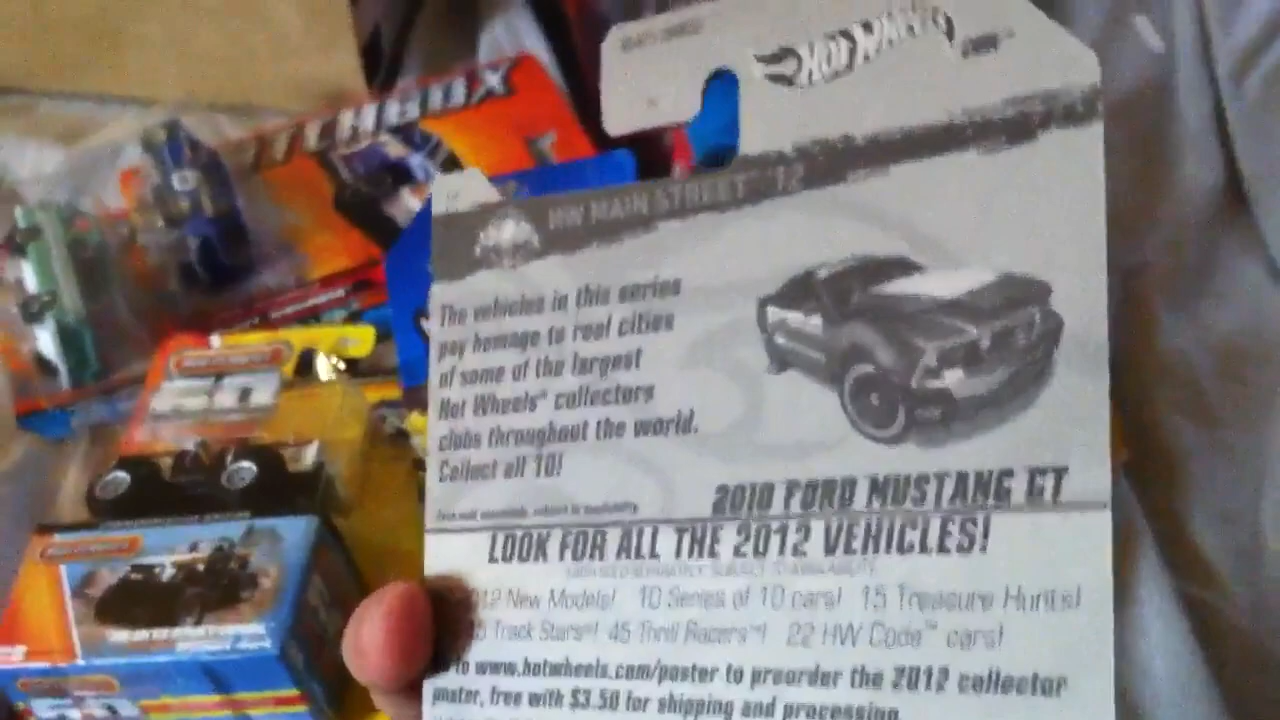 MATCHBOX
HOT WHEELS
.COM
HW MAIN STREET™ '12
The vehicles in this series
pay homage to real cities
of some of the largest
Hot Wheels® collectors
clubs throughout the world.
Collect all 10!
2010 FORD MUSTANG GT
LOOK FOR ALL THE 2012 VEHICLES!
12 New Models! 10 Series of 10 cars! 15 Treasure Hunts!
Track Stars™! 45 Thrill Racers™! 22 HW Code™ cars!
to www.hotwheels.com/poster to preorder the 2012 collector
poster, free with $3.50 for shipping and processing.